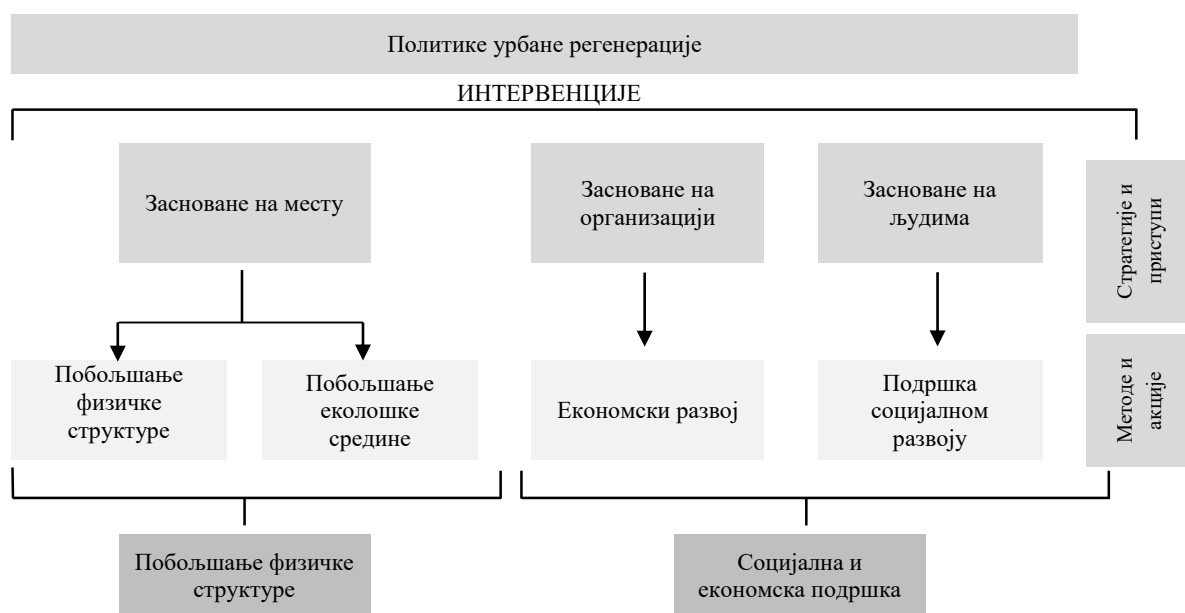 Политике урбане регенерације
ИНТЕРВЕНЦИЈЕ
Засноване на месту
Засноване на
организацији
Засноване на
људима
Стратегије и
приступи
Побољшање
физичке
структуре
Побољшање
еколошке
средине
Економски развој
Подршка
социјалном
развоју
Методе и
акције
Побољшање физичке
структуре
Социјална и
економска подршка